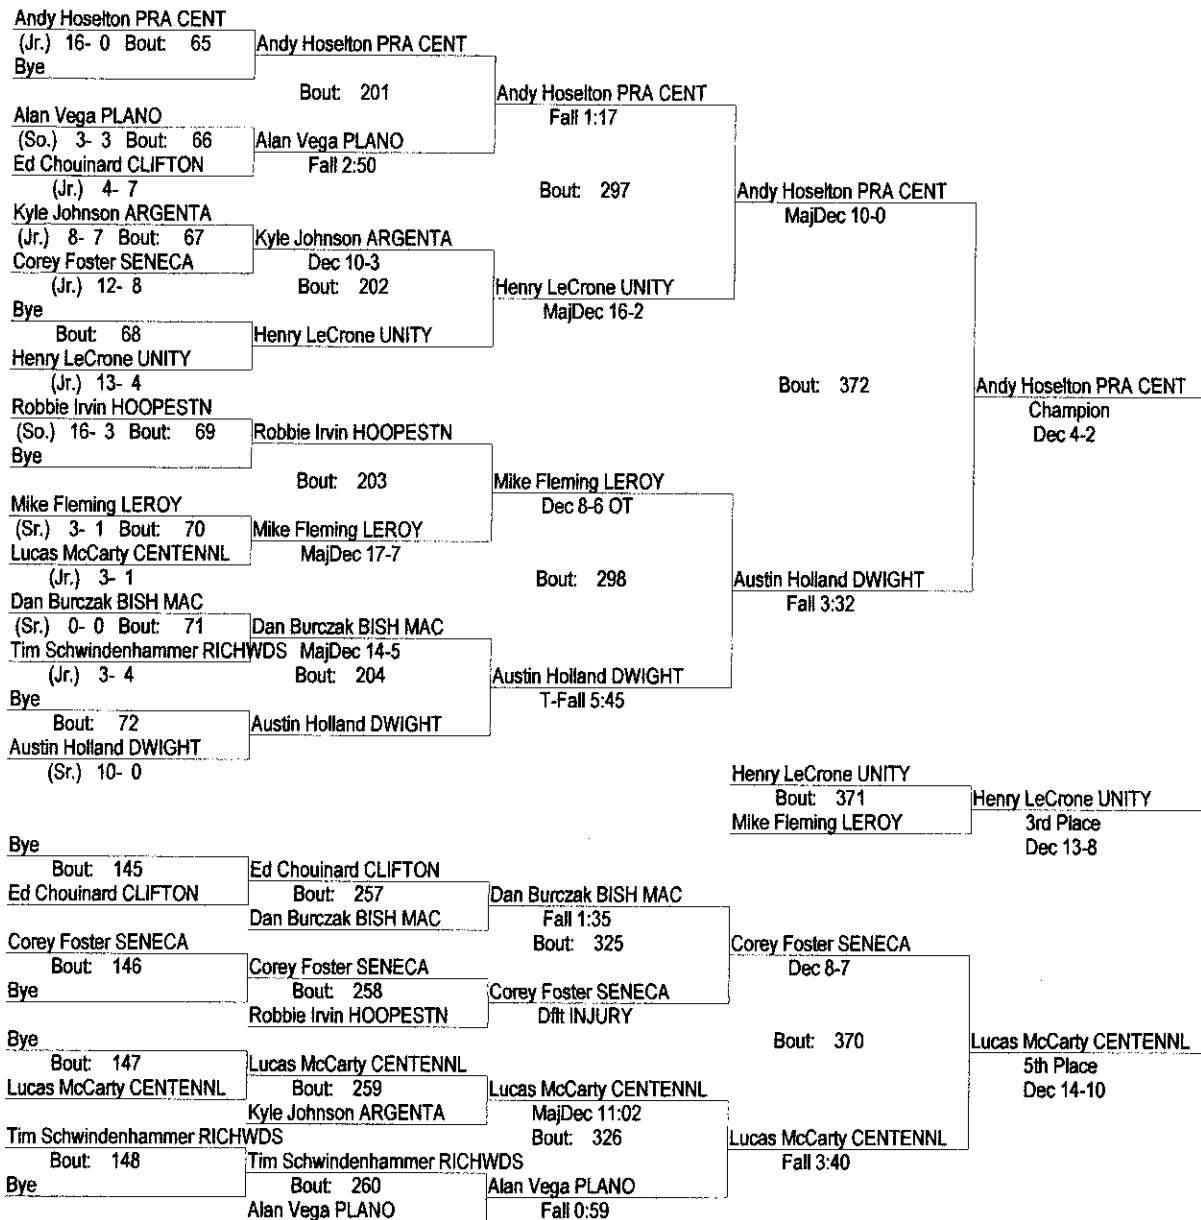 Andy Hoselton PRA CENT
(Jr.) 16- 0 Bout: 65
Bye
Andy Hoselton PRA CENT
Bout: 201
Alan Vega PLANO
(So.) 3- 3 Bout: 66
Ed Chouinard CLIFTON
(Jr.) 4- 7
Alan Vega PLANO
Fall 2:50
Andy Hoselton PRA CENT
Fall 1:17
Bout: 297
Kyle Johnson ARGENTA
(Jr.) 8- 7 Bout: 67
Corey Foster SENECA
(Jr.) 12- 8
Kyle Johnson ARGENTA
Dec 10-3
Bout: 202
Bye
Bout: 68
Henry LeCrone UNITY
(Jr.) 13- 4
Henry LeCrone UNITY
Henry LeCrone UNITY
MajDec 16-2
Andy Hoselton PRA CENT
MajDec 10-0
Bout: 372
Andy Hoselton PRA CENT
Champion
Dec 4-2
Robbie Irvin HOOPESTN
(So.) 16- 3 Bout: 69
Bye
Robbie Irvin HOOPESTN
Bout: 203
Mike Fleming LEROY
(Sr.) 3- 1 Bout: 70
Lucas McCarty CENTENNL
(Jr.) 3- 1
Mike Fleming LEROY
MajDec 17-7
Mike Fleming LEROY
Dec 8-6 OT
Bout: 298
Dan Burczak BISH MAC
(Sr.) 0- 0 Bout: 71
Tim Schwindenhammer RICHWDS
(Jr.) 3- 4
Dan Burczak BISH MAC
MajDec 14-5
Bout: 204
Bye
Bout: 72
Austin Holland DWIGHT
(Sr.) 10- 0
Austin Holland DWIGHT
Austin Holland DWIGHT
T-Fall 5:45
Austin Holland DWIGHT
Fall 3:32
Henry LeCrone UNITY
Bout: 371
Mike Fleming LEROY
Henry LeCrone UNITY
3rd Place
Dec 13-8
Bye
Bout: 145
Ed Chouinard CLIFTON
Ed Chouinard CLIFTON
Bout: 257
Dan Burczak BISH MAC
Dan Burczak BISH MAC
Fall 1:35
Bout: 325
Corey Foster SENECA
Bout: 146
Bye
Corey Foster SENECA
Bout: 258
Robbie Irvin HOOPESTN
Corey Foster SENECA
Dflt INJURY
Corey Foster SENECA
Dec 8-7
Bout: 370
Bye
Bout: 147
Lucas McCarty CENTENNL
Lucas McCarty CENTENNL
Bout: 259
Kyle Johnson ARGENTA
Lucas McCarty CENTENNL
MajDec 11:02
Bout: 326
Tim Schwindenhammer RICHWDS
Bout: 148
Bye
Tim Schwindenhammer RICHWDS
Bout: 260
Alan Vega PLANO
Alan Vega PLANO
Fall 0:59
Lucas McCarty CENTENNL
Fall 3:40
Lucas McCarty CENTENNL
5th Place
Dec 14-10